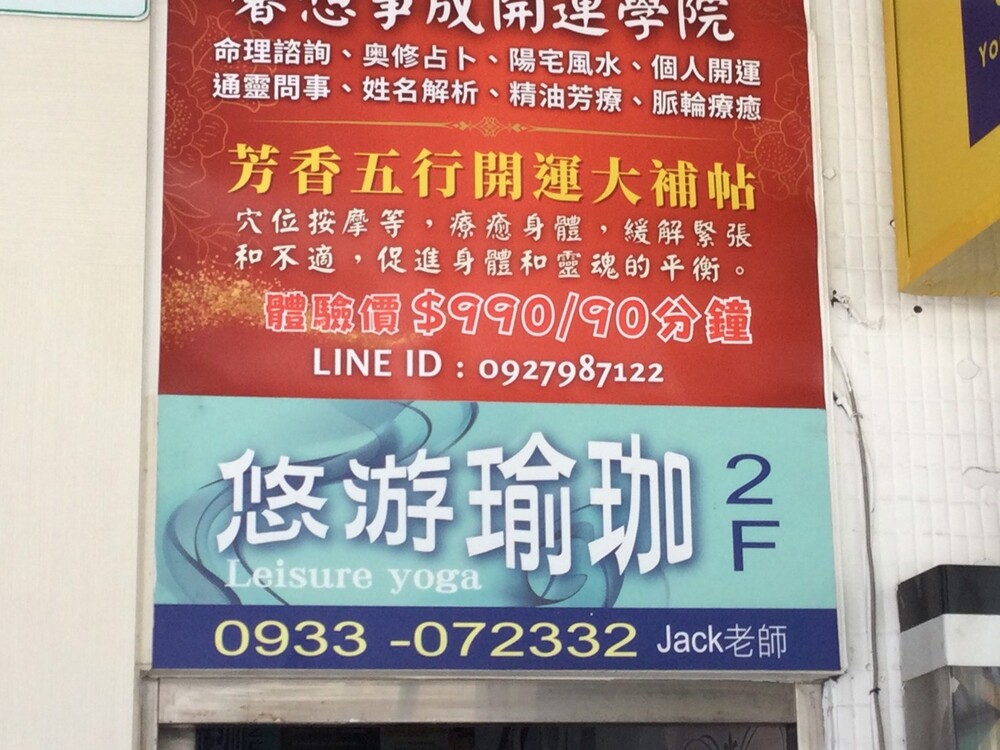 想事成開運學院
命理諮詢、奧修占卜、陽宅風水、個人開運
通靈問事、姓名解析、精油芳療、脈輪療癒
芳香五行開運大補帖
穴位按摩等，療癒身體，緩解緊張
和不適，促進身體和靈魂的平衡。
體驗價 $990/90分鐘
LINE ID : 0927987122
悠游瑜珈
2F
Leisure yoga
0933 -072332 Jack老師
YO